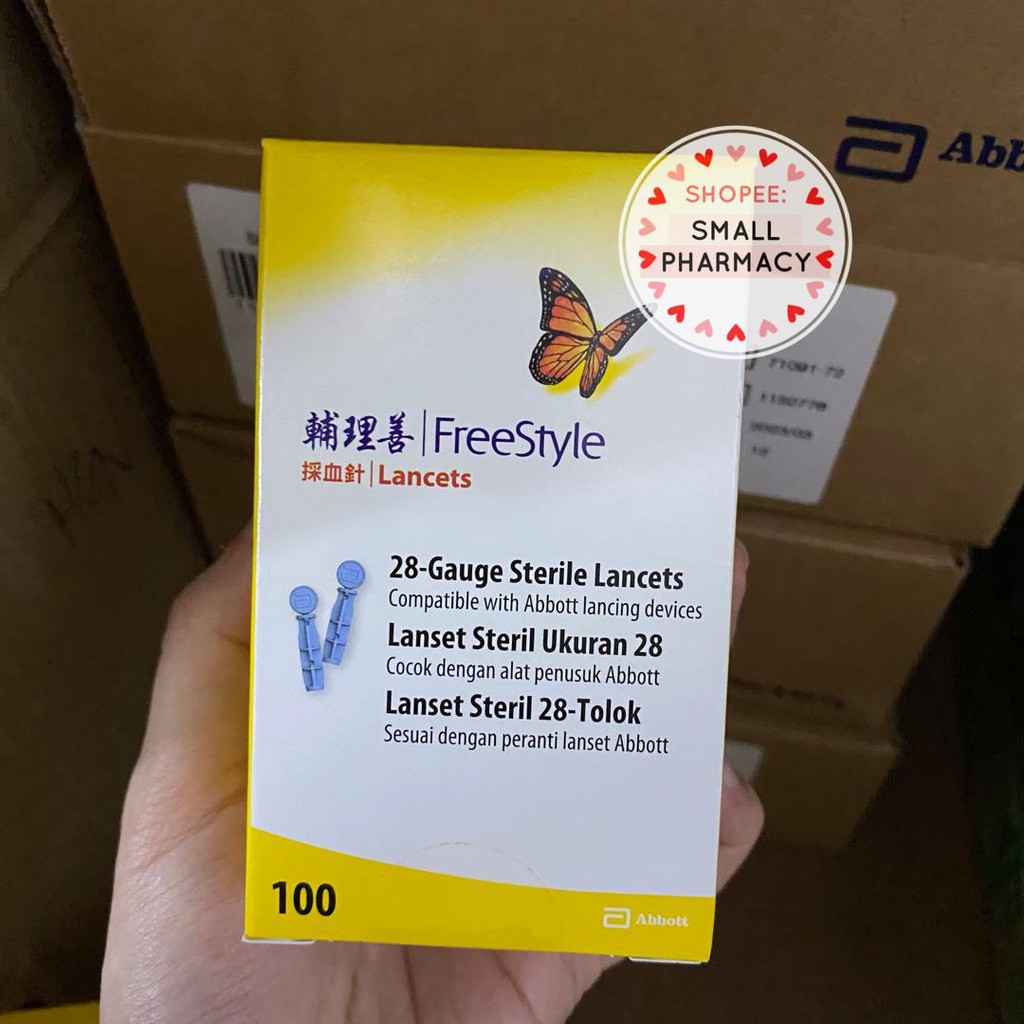 SHOPEE:
SMALL
PHARMACY
輔理善 | FreeStyle
採血針 | Lancets
28-Gauge Sterile Lancets
Compatible with Abbott lancing devices
Lanset Steril Ukuran 28
Cocok dengan alat penusuk Abbott
Lanset Steril 28-Tolok
Sesuai dengan peranti lanset Abbott
100
Abbott